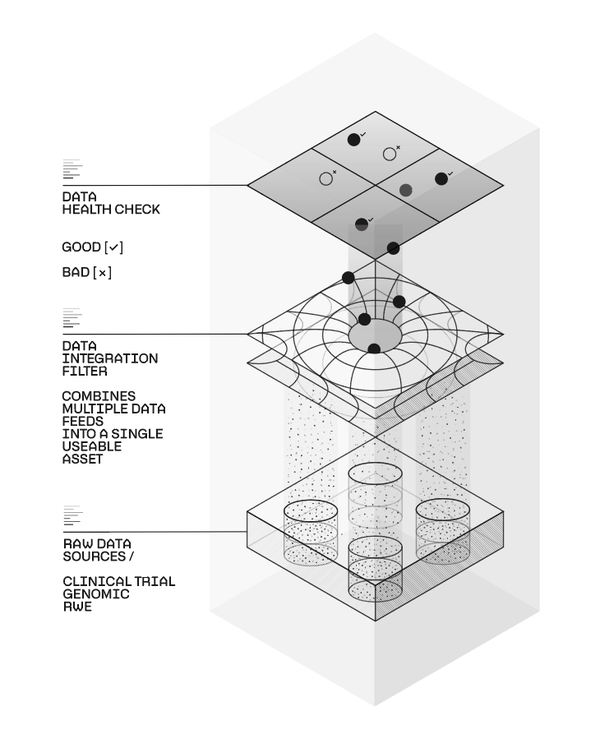 DATA
HEALTH CHECK
GOOD [✓]
BAD [×]
DATA
INTEGRATION
FILTER
COMBINES
MULTIPLE DATA
FEEDS
INTO A SINGLE
USEABLE
ASSET
RAW DATA
SOURCES /
CLINICAL TRIAL
GENOMIC
RWE